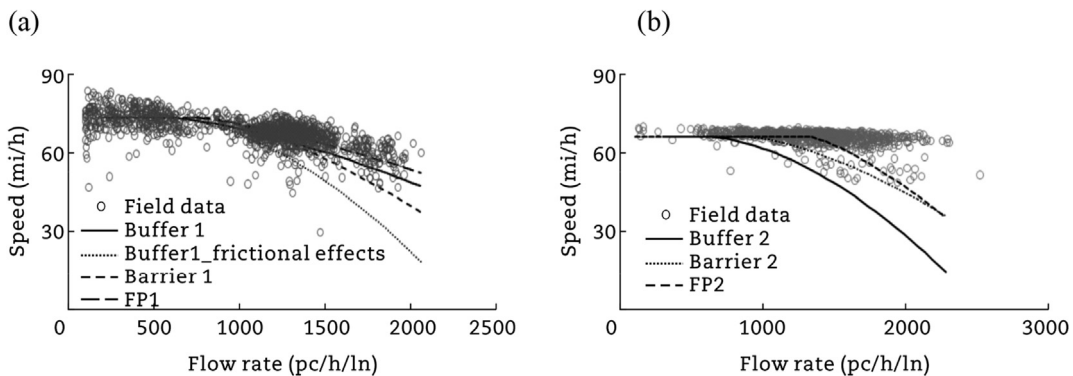 (a)
90
60
30
0
Speed (mi/h)
Field data
Buffer 1
Buffer1_frictional effects
Barrier 1
FP1
500
1000
1500
2000
2500
Flow rate (pc/h/ln)
(b)
90
60
30
0
Speed (mi/h)
Field data
Buffer 2
Barrier 2
FP2
1000
2000
3000
Flow rate (pc/h/ln)